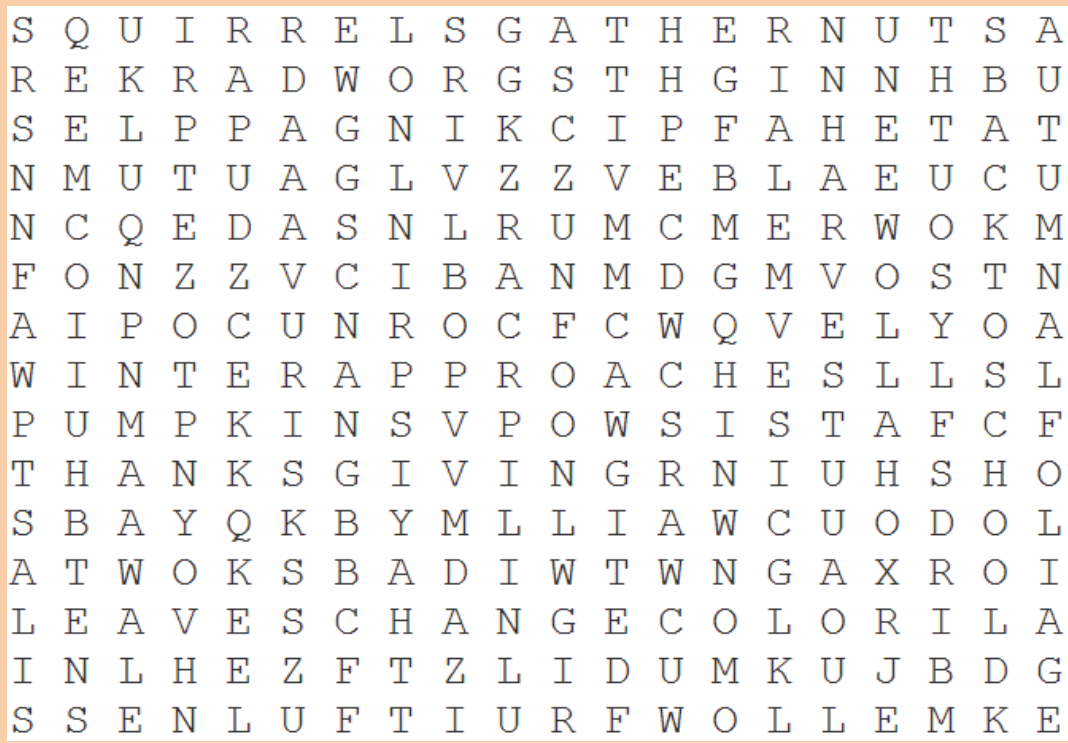 S Q U I R R E L S G A T H E R N U T S A
R E K R A D W O R G S T H G I N N H B U
S E L P P A G N I K C I P F A H E T A T
N M U T U A G L V Z Z V E B L A E U C U
N C Q E D A S N L R U M C M E R W O K M
F O N Z Z V C I B A N M D G M V O S T N
A I P O C U N R O C F C W Q V E L Y O A
W I N T E R A P P R O A C H E S L L S L
P U M P K I N S V P O W S I S T A F C F
T H A N K S G I V I N G R N I U H S H O
S B A Y Q K B Y M L L I A W C U O D O L
A T W O K S B A D I W T W N G A X R O I
L E A V E S C H A N G E C O L O R I L A
I N L H E Z F T Z L I D U M K U J B D G
S S E N L U F T I U R F W O L L E M K E